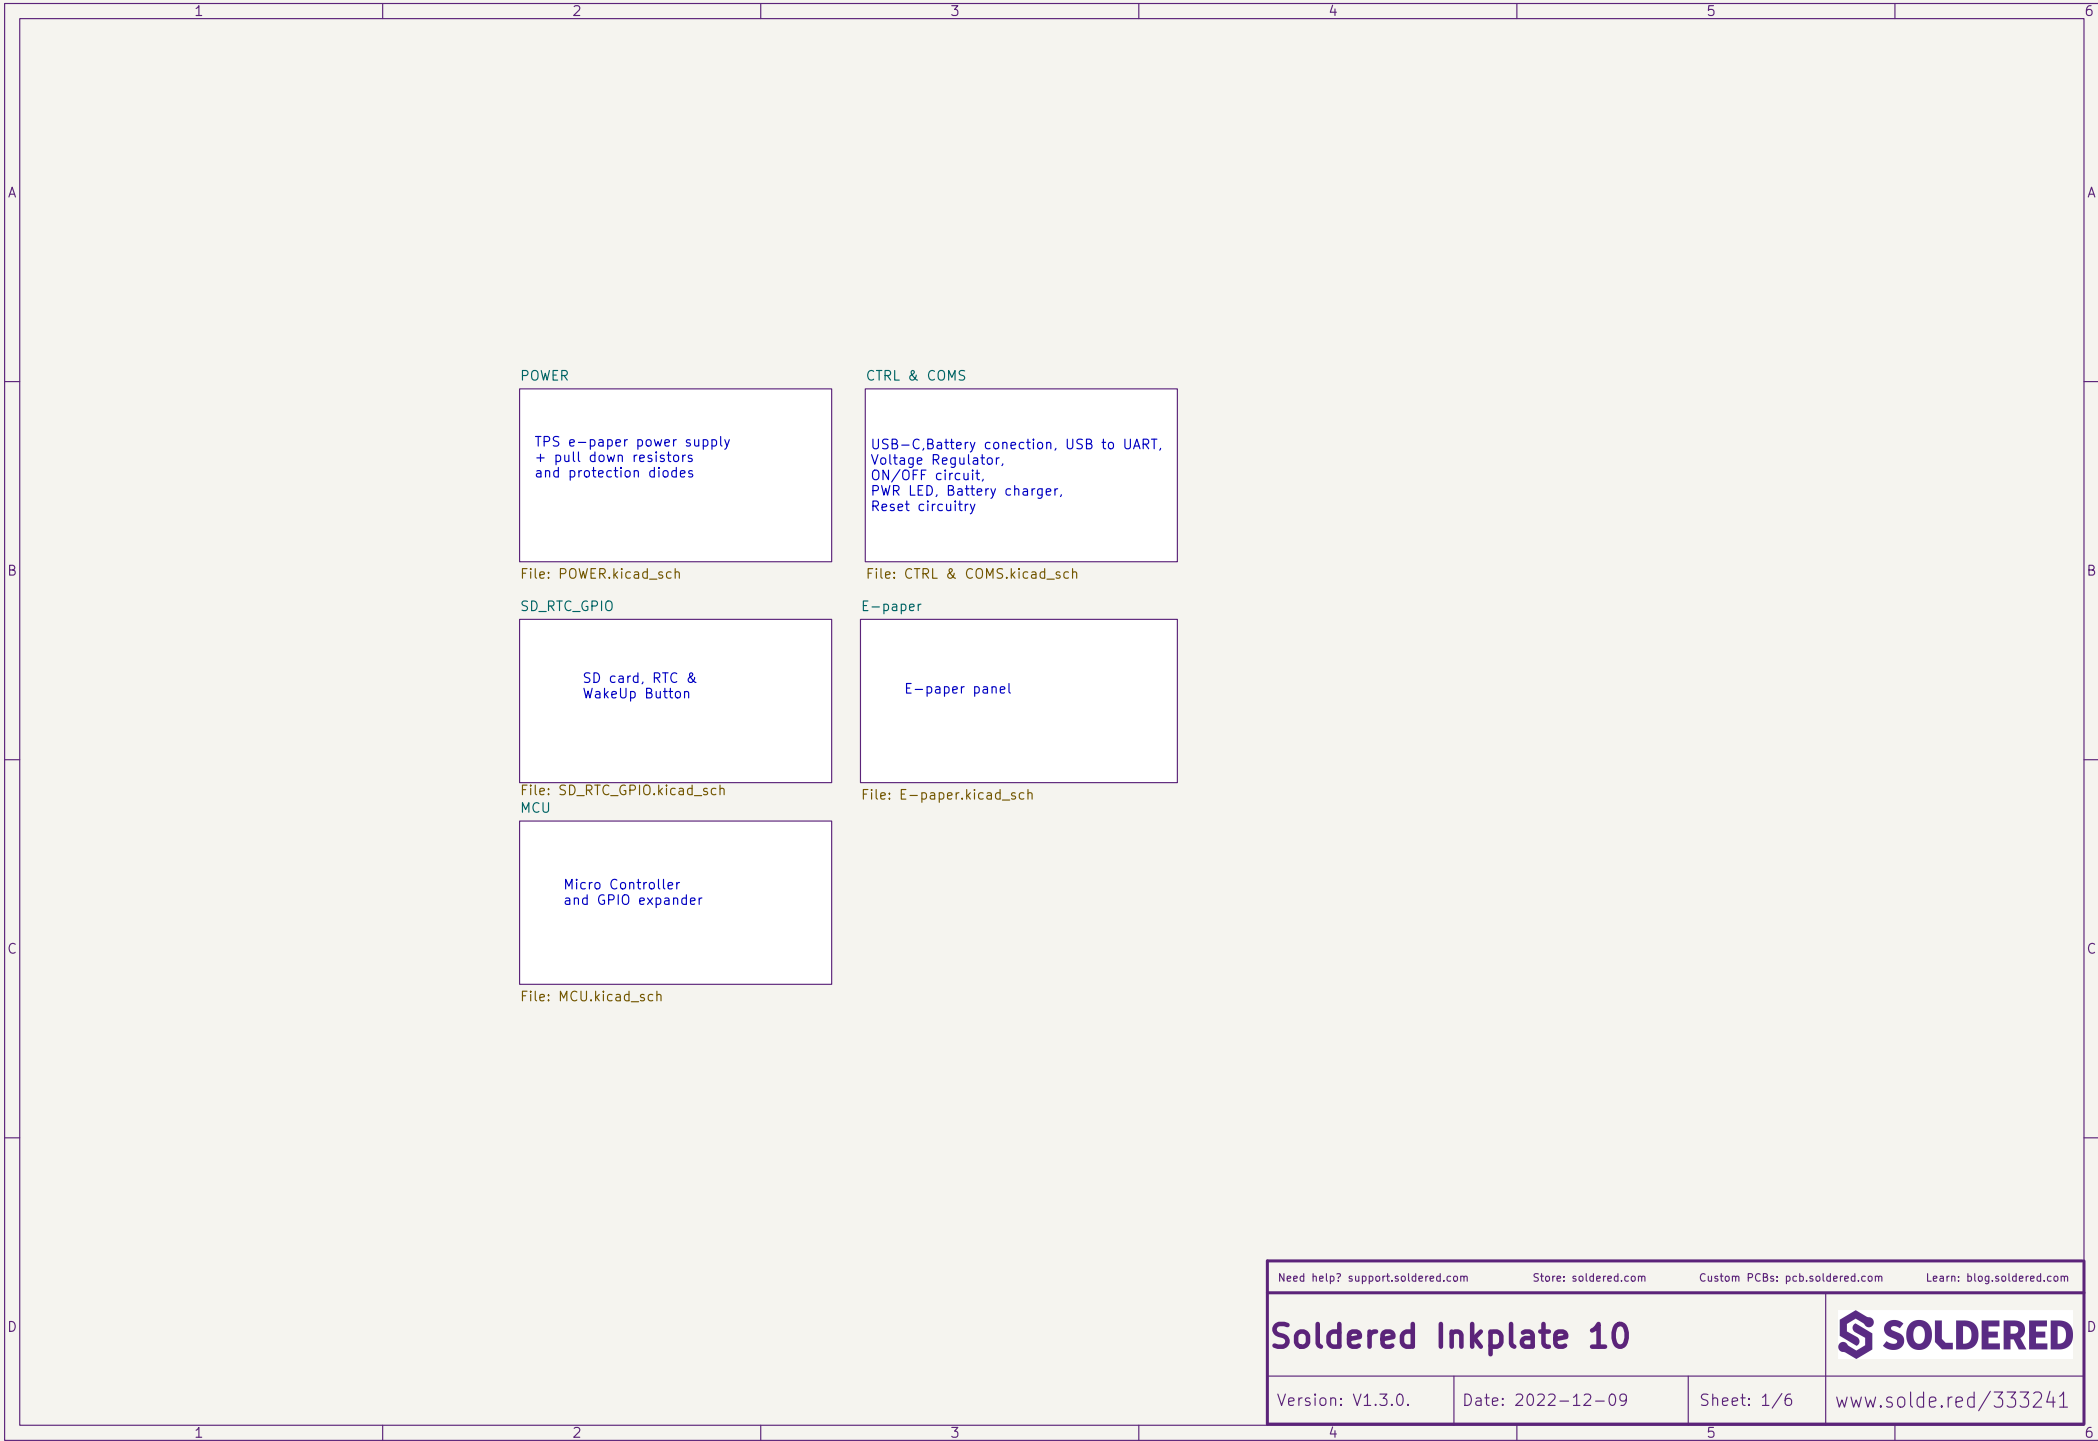 1 2 3 4 5 6
A A
POWER
TPS e-paper power supply
+ pull down resistors
and protection diodes
File: POWER.kicad_sch
CTRL & COMS
USB-C,Battery conection, USB to UART,
Voltage Regulator,
ON/OFF circuit,
PWR LED, Battery charger,
Reset circuitry
File: CTRL & COMS.kicad_sch
B B
SD_RTC_GPIO
SD card, RTC &
WakeUp Button
File: SD_RTC_GPIO.kicad_sch
E-paper
E-paper panel
File: E-paper.kicad_sch
MCU
Micro Controller
and GPIO expander
File: MCU.kicad_sch
C C
Need help? support.soldered.com Store: soldered.com Custom PCBs: pcb.soldered.com Learn: blog.soldered.com
D D
Soldered Inkplate 10
SOLDERED
Version: V1.3.0. Date: 2022-12-09 Sheet: 1/6 www.solde.red/333241
1 2 3 4 5 6